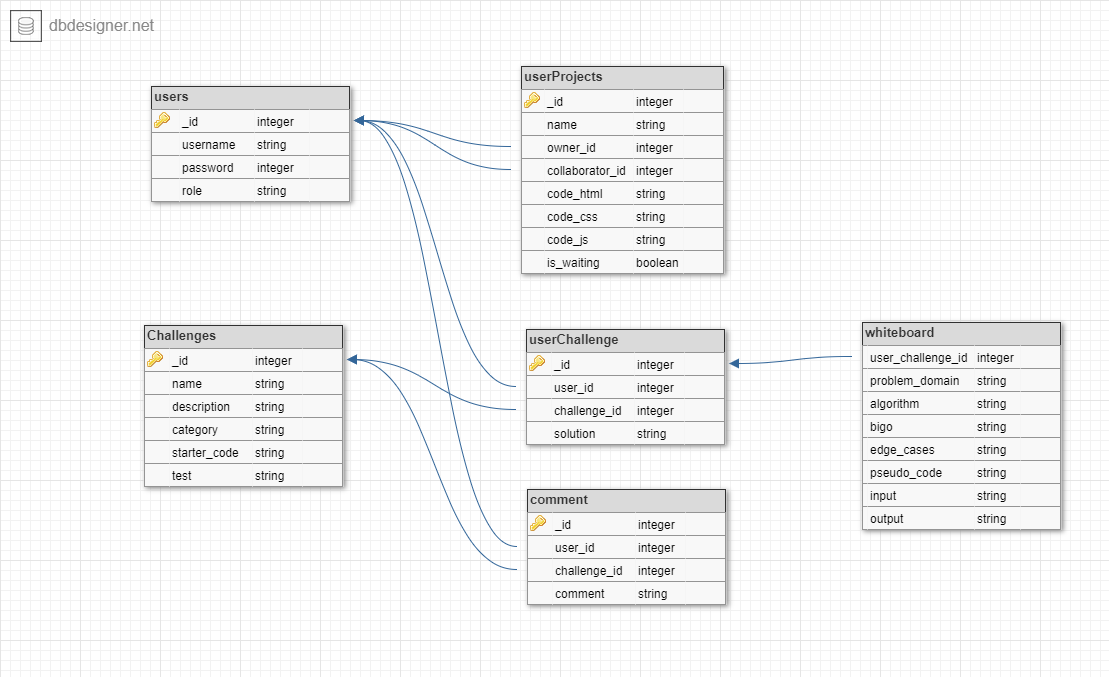 dbdesigner.net
users
_id integer
username string
password integer
role string
userProjects
_id integer
name string
owner_id integer
collaborator_id integer
code_html string
code_css string
code_js string
is_waiting boolean
Challenges
_id integer
name string
description string
category string
starter_code string
test string
userChallenge
_id integer
user_id integer
challenge_id integer
solution string
whiteboard
user_challenge_id integer
problem_domain string
algorithm string
bigo string
edge_cases string
pseudo_code string
input string
output string
comment
_id integer
user_id integer
challenge_id integer
comment string